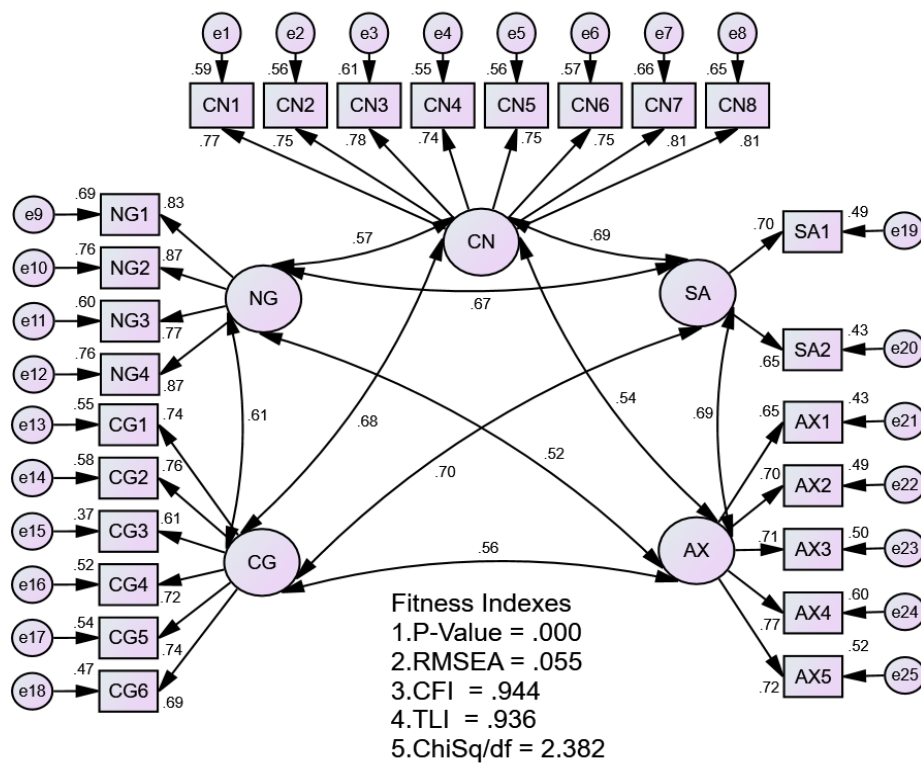 e1 e2 e3 e4 e5 e6 e7 e8
.59 .56 .61 .55 .56 .57 .66 .65
CN1 CN2 CN3 CN4 CN5 CN6 CN7 CN8
.77 .75 .78 .74 .75 .75 .81 .81
CN
NG
SA
CG
AX
.57
.69
.67
.61
.68
.54
.69
.52
.70
.56
e9 .69 NG1 .83
e10 .76 NG2 .87
e11 .60 NG3 .77
e12 .76 NG4 .87
e13 .55 CG1 .74
e14 .58 CG2 .76
e15 .37 CG3 .61
e16 .52 CG4 .72
e17 .54 CG5 .74
e18 .47 CG6 .69
.70 SA1 .49 e19
.65 SA2 .43 e20
.65 AX1 .43 e21
.70 AX2 .49 e22
.71 AX3 .50 e23
.77 AX4 .60 e24
.72 AX5 .52 e25
Fitness Indexes
1.P-Value = .000
2.RMSEA = .055
3.CFI = .944
4.TLI = .936
5.ChiSq/df = 2.382